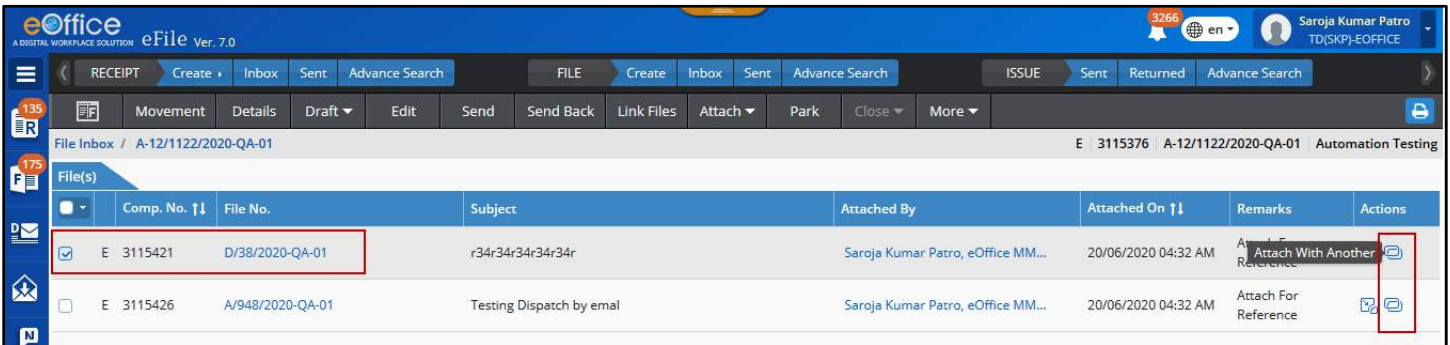 eOffice
A DIGITAL WORKPLACE SOLUTION eFile Ver. 7.0
3266 en Saroja Kumar Patro
TD(SKP)-EOFFICE
RECEIPT Create Inbox Sent Advance Search FILE Create Inbox Sent Advance Search ISSUE Sent Returned Advance Search
135 R Movement Details Draft Edit Send Send Back Link Files Attach Park Close More
File Inbox / A-12/1122/2020-QA-01 E 3115376 A-12/1122/2020-QA-01 Automation Testing
175 F File(s)
Comp. No. File No. Subject Attached By Attached On Remarks Actions
D
E 3115421 D/38/2020-QA-01 r34r34r34r34r34r Saroja Kumar Patro, eOffice MM... 20/06/2020 04:32 AM Attach With Another
Reference
E 3115426 A/948/2020-QA-01 Testing Dispatch by emal Saroja Kumar Patro, eOffice MM... 20/06/2020 04:32 AM Attach For
Reference
N